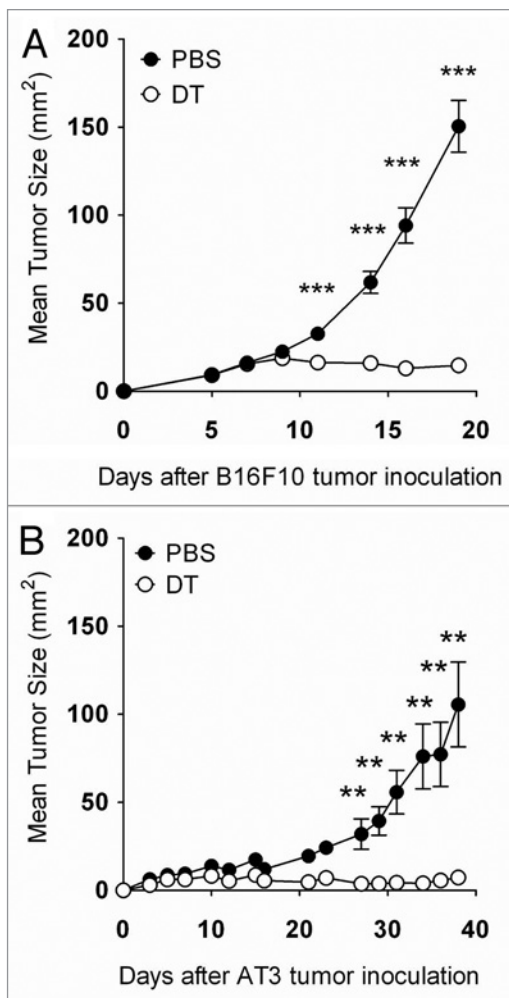 A
200
150
100
50
0
Mean Tumor Size (mm²)
PBS
DT
***
***
***
***
0 5 10 15 20
Days after B16F10 tumor inoculation
B
200
150
100
50
0
Mean Tumor Size (mm²)
PBS
DT
**
**
**
**
**
**
0 10 20 30 40
Days after AT3 tumor inoculation